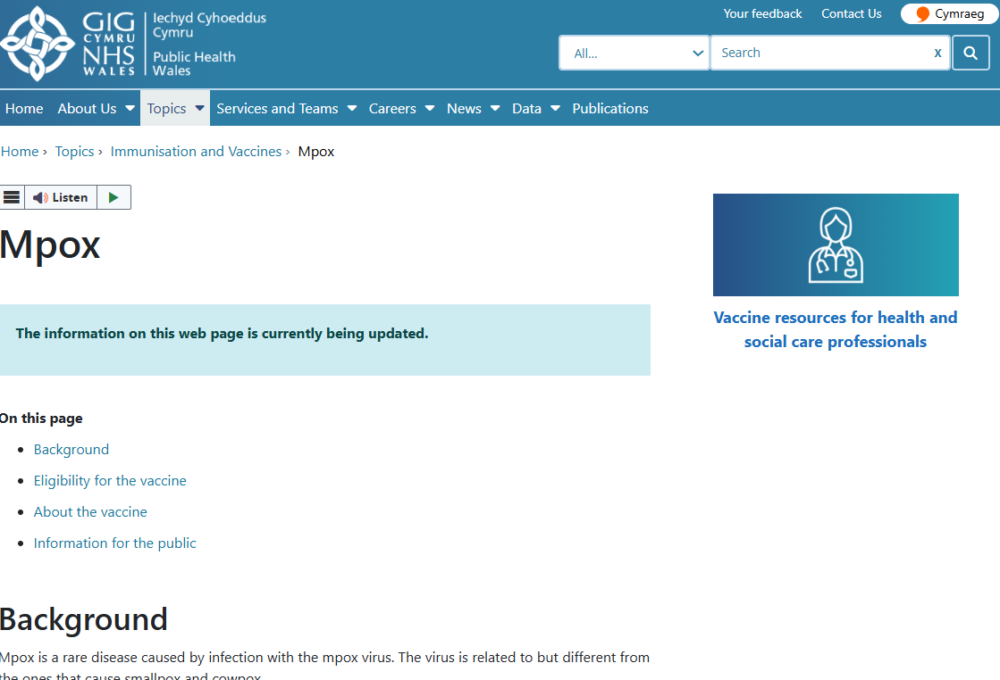 GIG
CYMRU
NHS
WALES
Iechyd Cyhoeddus
Cymru
Public Health
Wales
Your feedback
Contact Us
Cymraeg
All...
Search
x
Home
About Us
Topics
Services and Teams
Careers
News
Data
Publications
Home › Topics › Immunisation and Vaccines › Mpox
Listen
Mpox
The information on this web page is currently being updated.
Vaccine resources for health and
social care professionals
On this page
Background
Eligibility for the vaccine
About the vaccine
Information for the public
Background
Mpox is a rare disease caused by infection with the mpox virus. The virus is related to but different from
the ones that cause smallpox and cowpox.